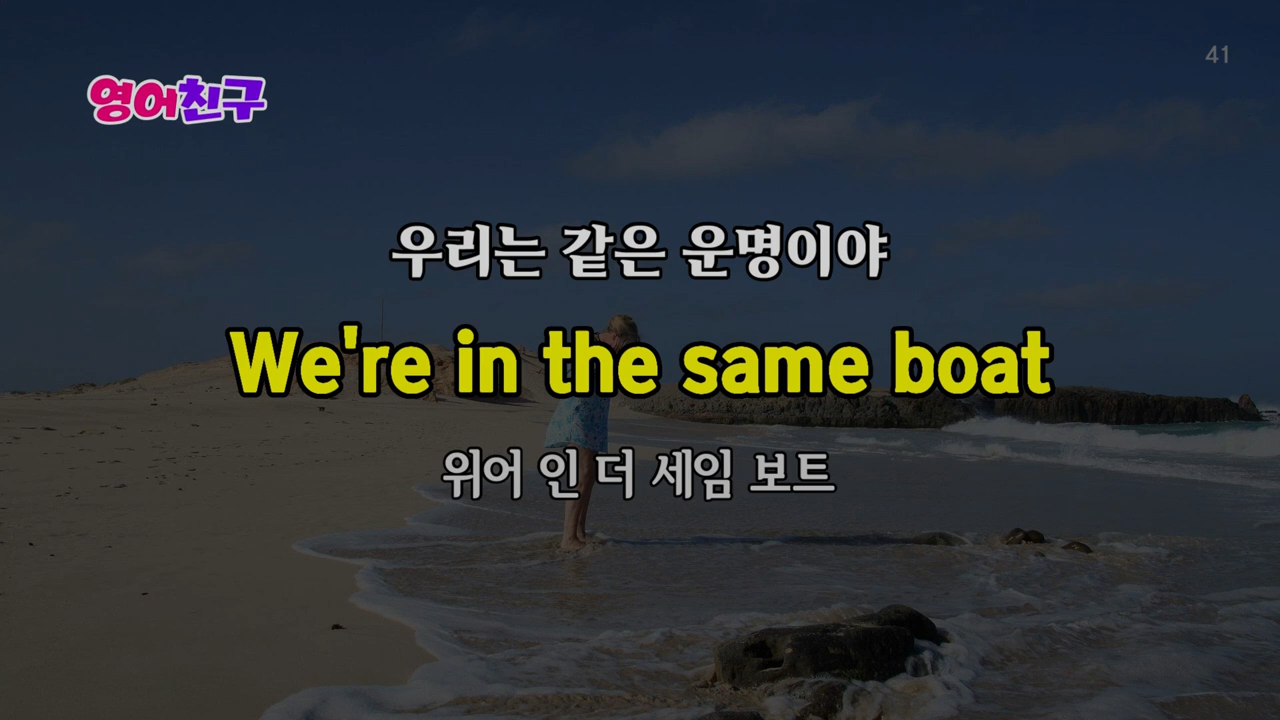 41
영어친구
우리는 같은 운명이야
We're in the same boat
위어 인 더 세임 보트